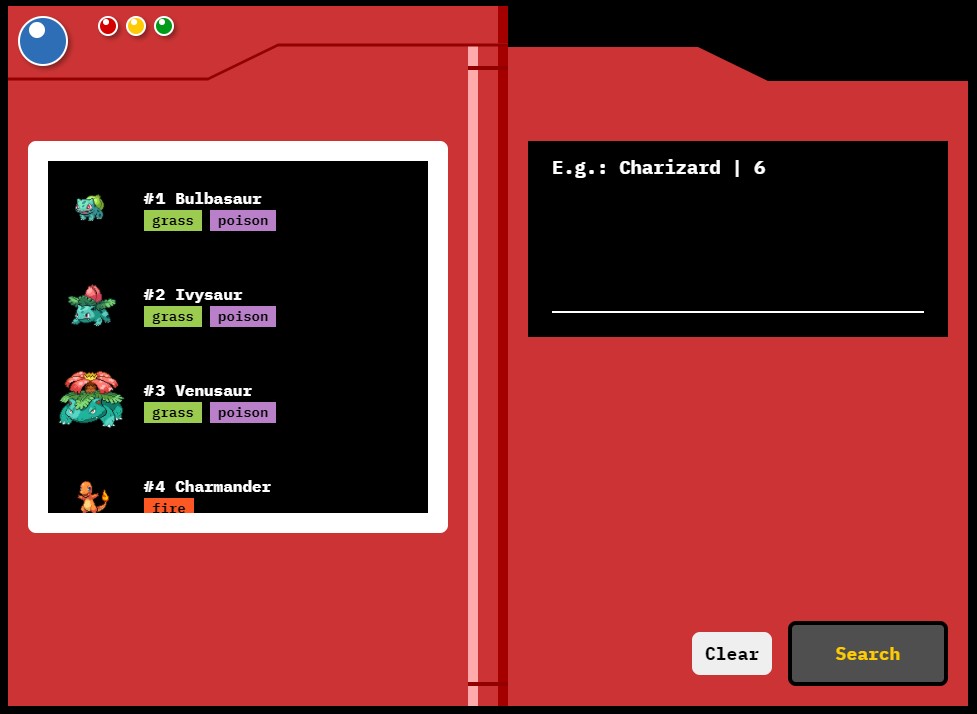 #1 Bulbasaur
grass poison
#2 Ivysaur
grass poison
#3 Venusaur
grass poison
#4 Charmander
fire
E.g.: Charizard | 6
Clear
Search